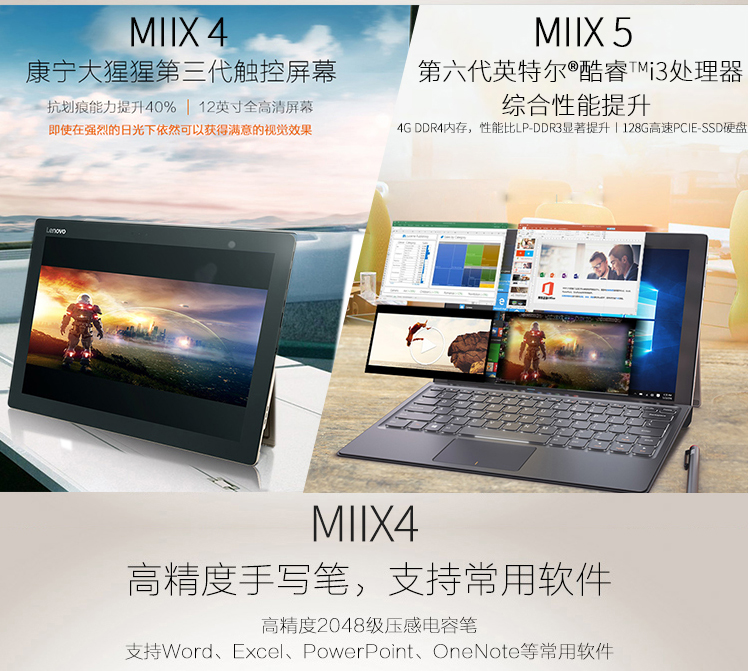 MIIX 4
康宁大猩猩第三代触控屏幕
抗划痕能力提升40% | 12英寸全高清屏幕
即使在强烈的日光下依然可以获得满意的视觉效果
Lenovo
MIIX 5
第六代英特尔®酷睿™i3处理器
综合性能提升
4G DDR4内存，性能比LP-DDR3显著提升丨128G高速PCIE-SSD硬盘
MIIX4
高精度手写笔，支持常用软件
高精度2048级压感电容笔
支持Word、Excel、PowerPoint、OneNote等常用软件